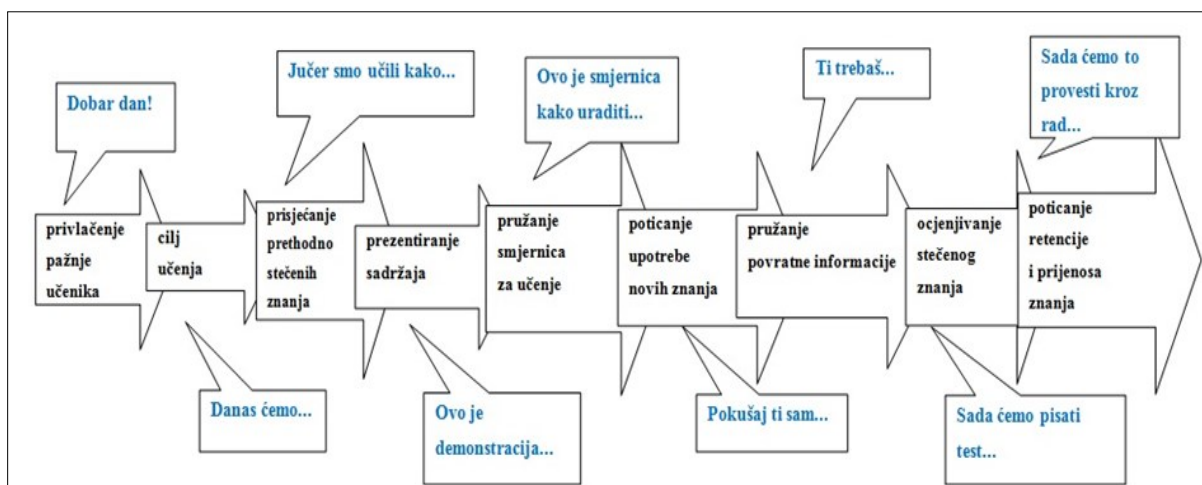 Dobar dan!
Jučer smo učili kako...
Ovo je smjernica
kako uraditi...
Ti trebaš...
Sada ćemo to
provesti kroz
rad...
privlačenje
pažnje
učenika
cilj
učenja
prisjećanje
prethodno
stečenih
znanja
prezentiranje
sadržaja
pružanje
smjernica
za učenje
poticanje
upotrebe
novih znanja
pružanje
povratne informacije
ocjenjivanje
stečenog
znanja
poticanje
retencije
i prijenosa
znanja
Danas ćemo...
Ovo je
demonstracija...
Pokušaj ti sam...
Sada ćemo pisati
test...